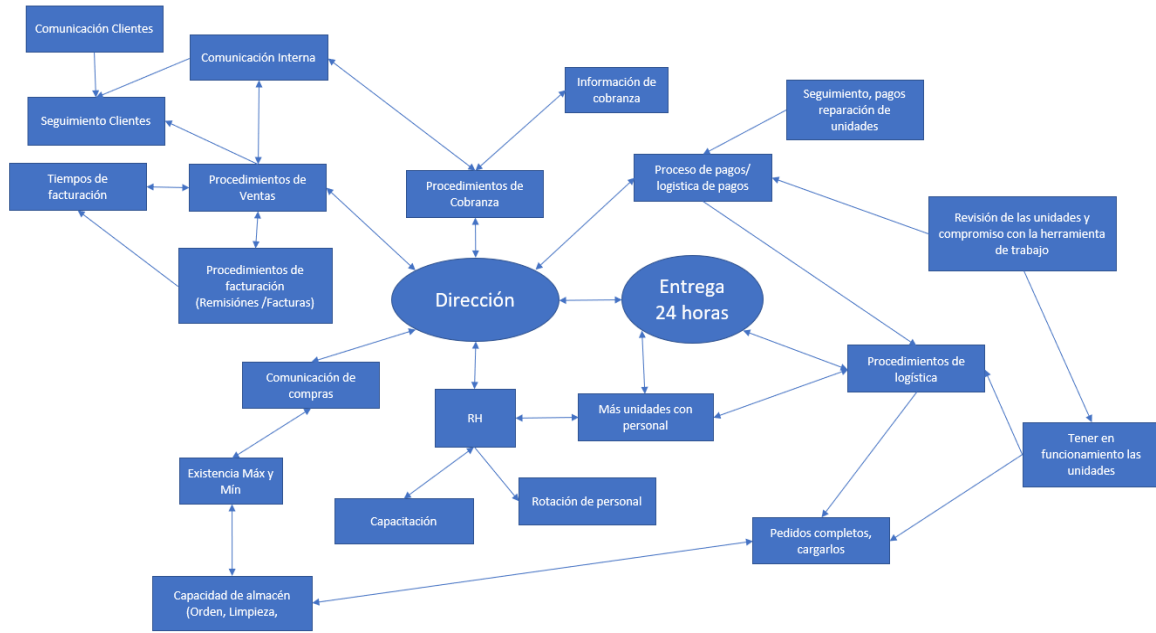 Comunicación Clientes
Comunicación Interna
Información de
cobranza
Seguimiento, pagos
reparación de
unidades
Seguimiento Clientes
Tiempos de
facturación
Procedimientos de
Ventas
Procedimientos de
Cobranza
Proceso de pagos/
logistica de pagos
Revisión de las unidades y
compromiso con la herramienta
de trabajo
Procedimientos de
facturación
(Remisiónes /Facturas)
Dirección
Entrega
24 horas
Procedimientos de
logística
Comunicación de
compras
RH
Más unidades con
personal
Tener en
funcionamiento las
unidades
Existencia Máx y
Mín
Capacitación
Rotación de personal
Pedidos completos,
cargarlos
Capacidad de almacén
(Orden, Limpieza,